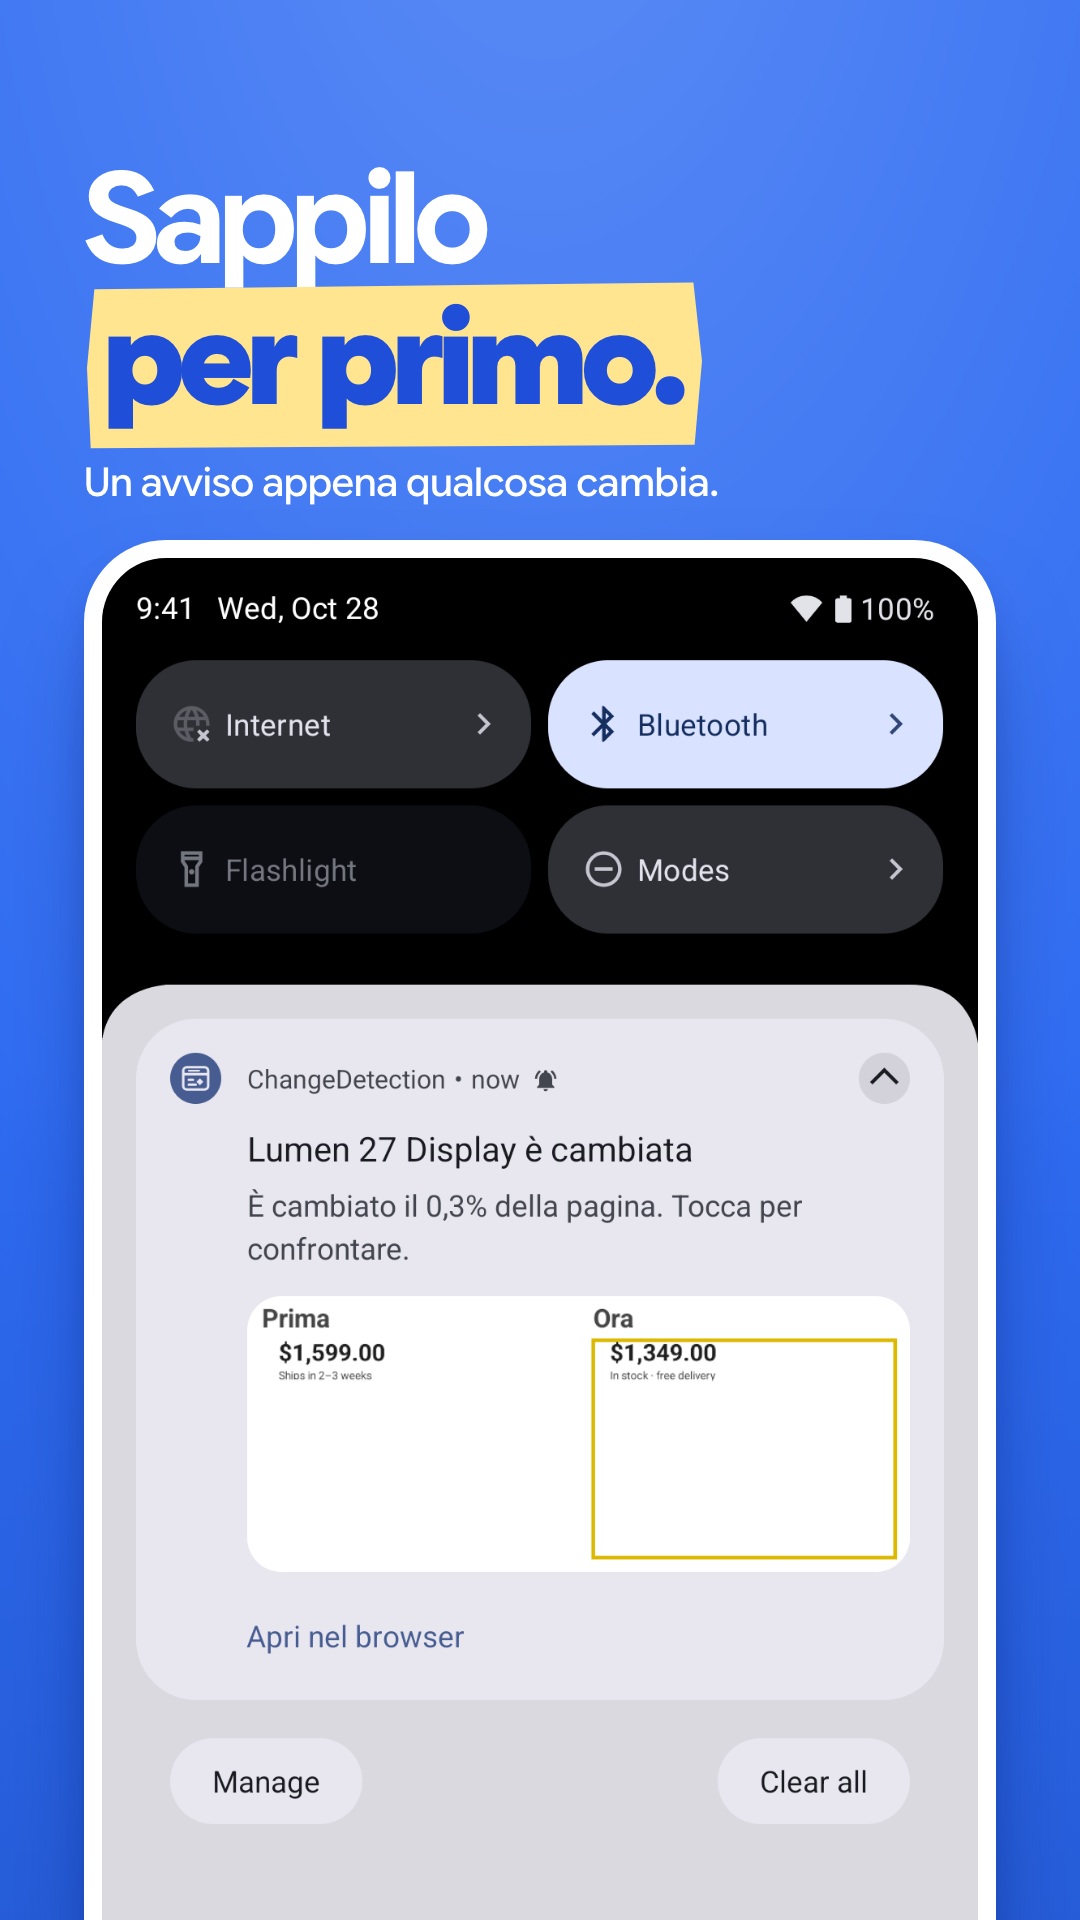 Sappilo
per primo.
Un avviso appena qualcosa cambia.
9:41 Wed, Oct 28 100%
Internet
Bluetooth
Flashlight
Modes
ChangeDetection • now
Lumen 27 Display è cambiata
È cambiato il 0,3% della pagina. Tocca per
confrontare.
Prima
Ora
$1,599.00
$1,349.00
Ships in 2–3 weeks
In stock · free delivery
Apri nel browser
Manage
Clear all